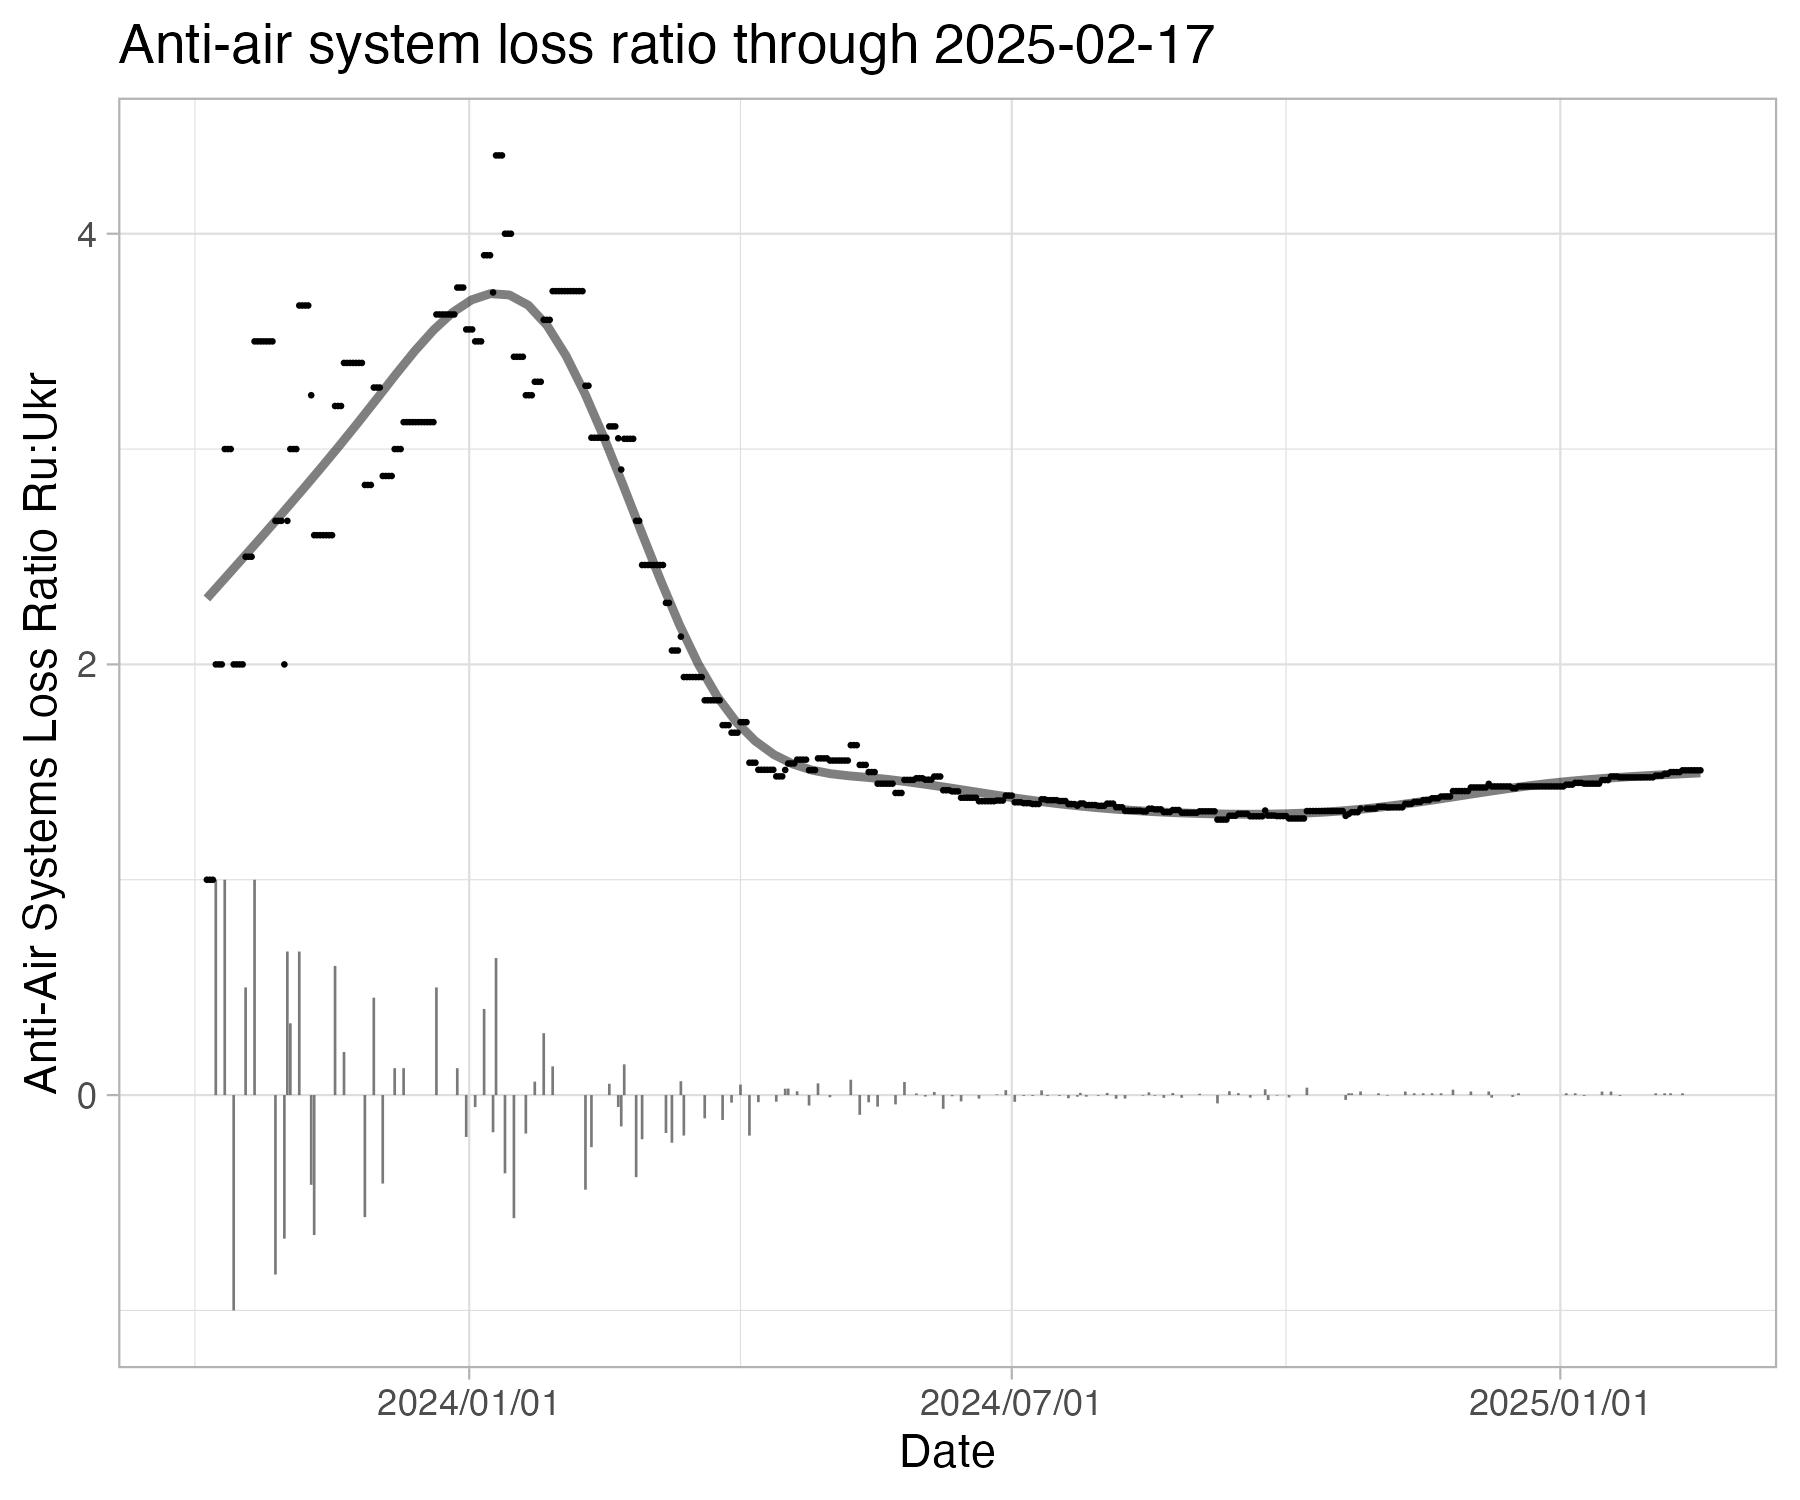 Anti-air system loss ratio through 2025-02-17
Anti-Air Systems Loss Ratio Ru:Ukr
4
2
0
2024/01/01
2024/07/01
2025/01/01
Date